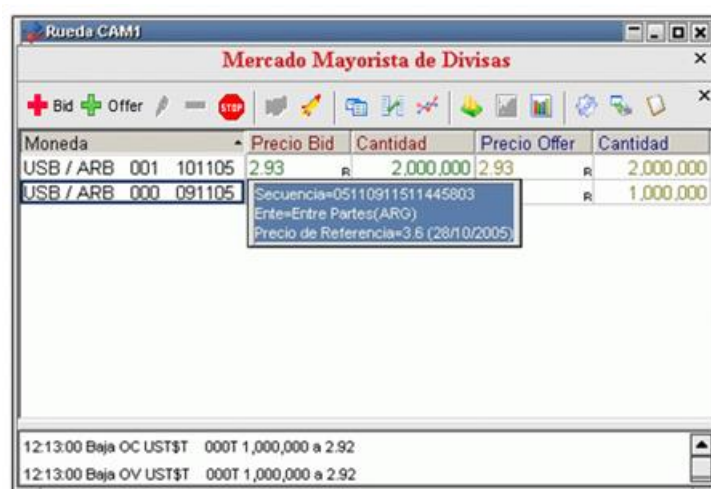 Rueda CAM1
Mercado Mayorista de Divisas
Bid Offer STOP
Moneda Precio Bid Cantidad Precio Offer Cantidad
USB / ARB 001 101105 2.93 R 2,000,000 2.93 R 2,000,000
USB / ARB 000 091105 R 1,000,000
Secuencia=05110911511445803
Ente=Entre Partes(ARG)
Precio de Referencia=3.6 (28/10/2005)
12:13:00 Baja OC UST$T 000T 1,000,000 a 2.92
12:13:00 Baja OV UST$T 000T 1,000,000 a 2.92